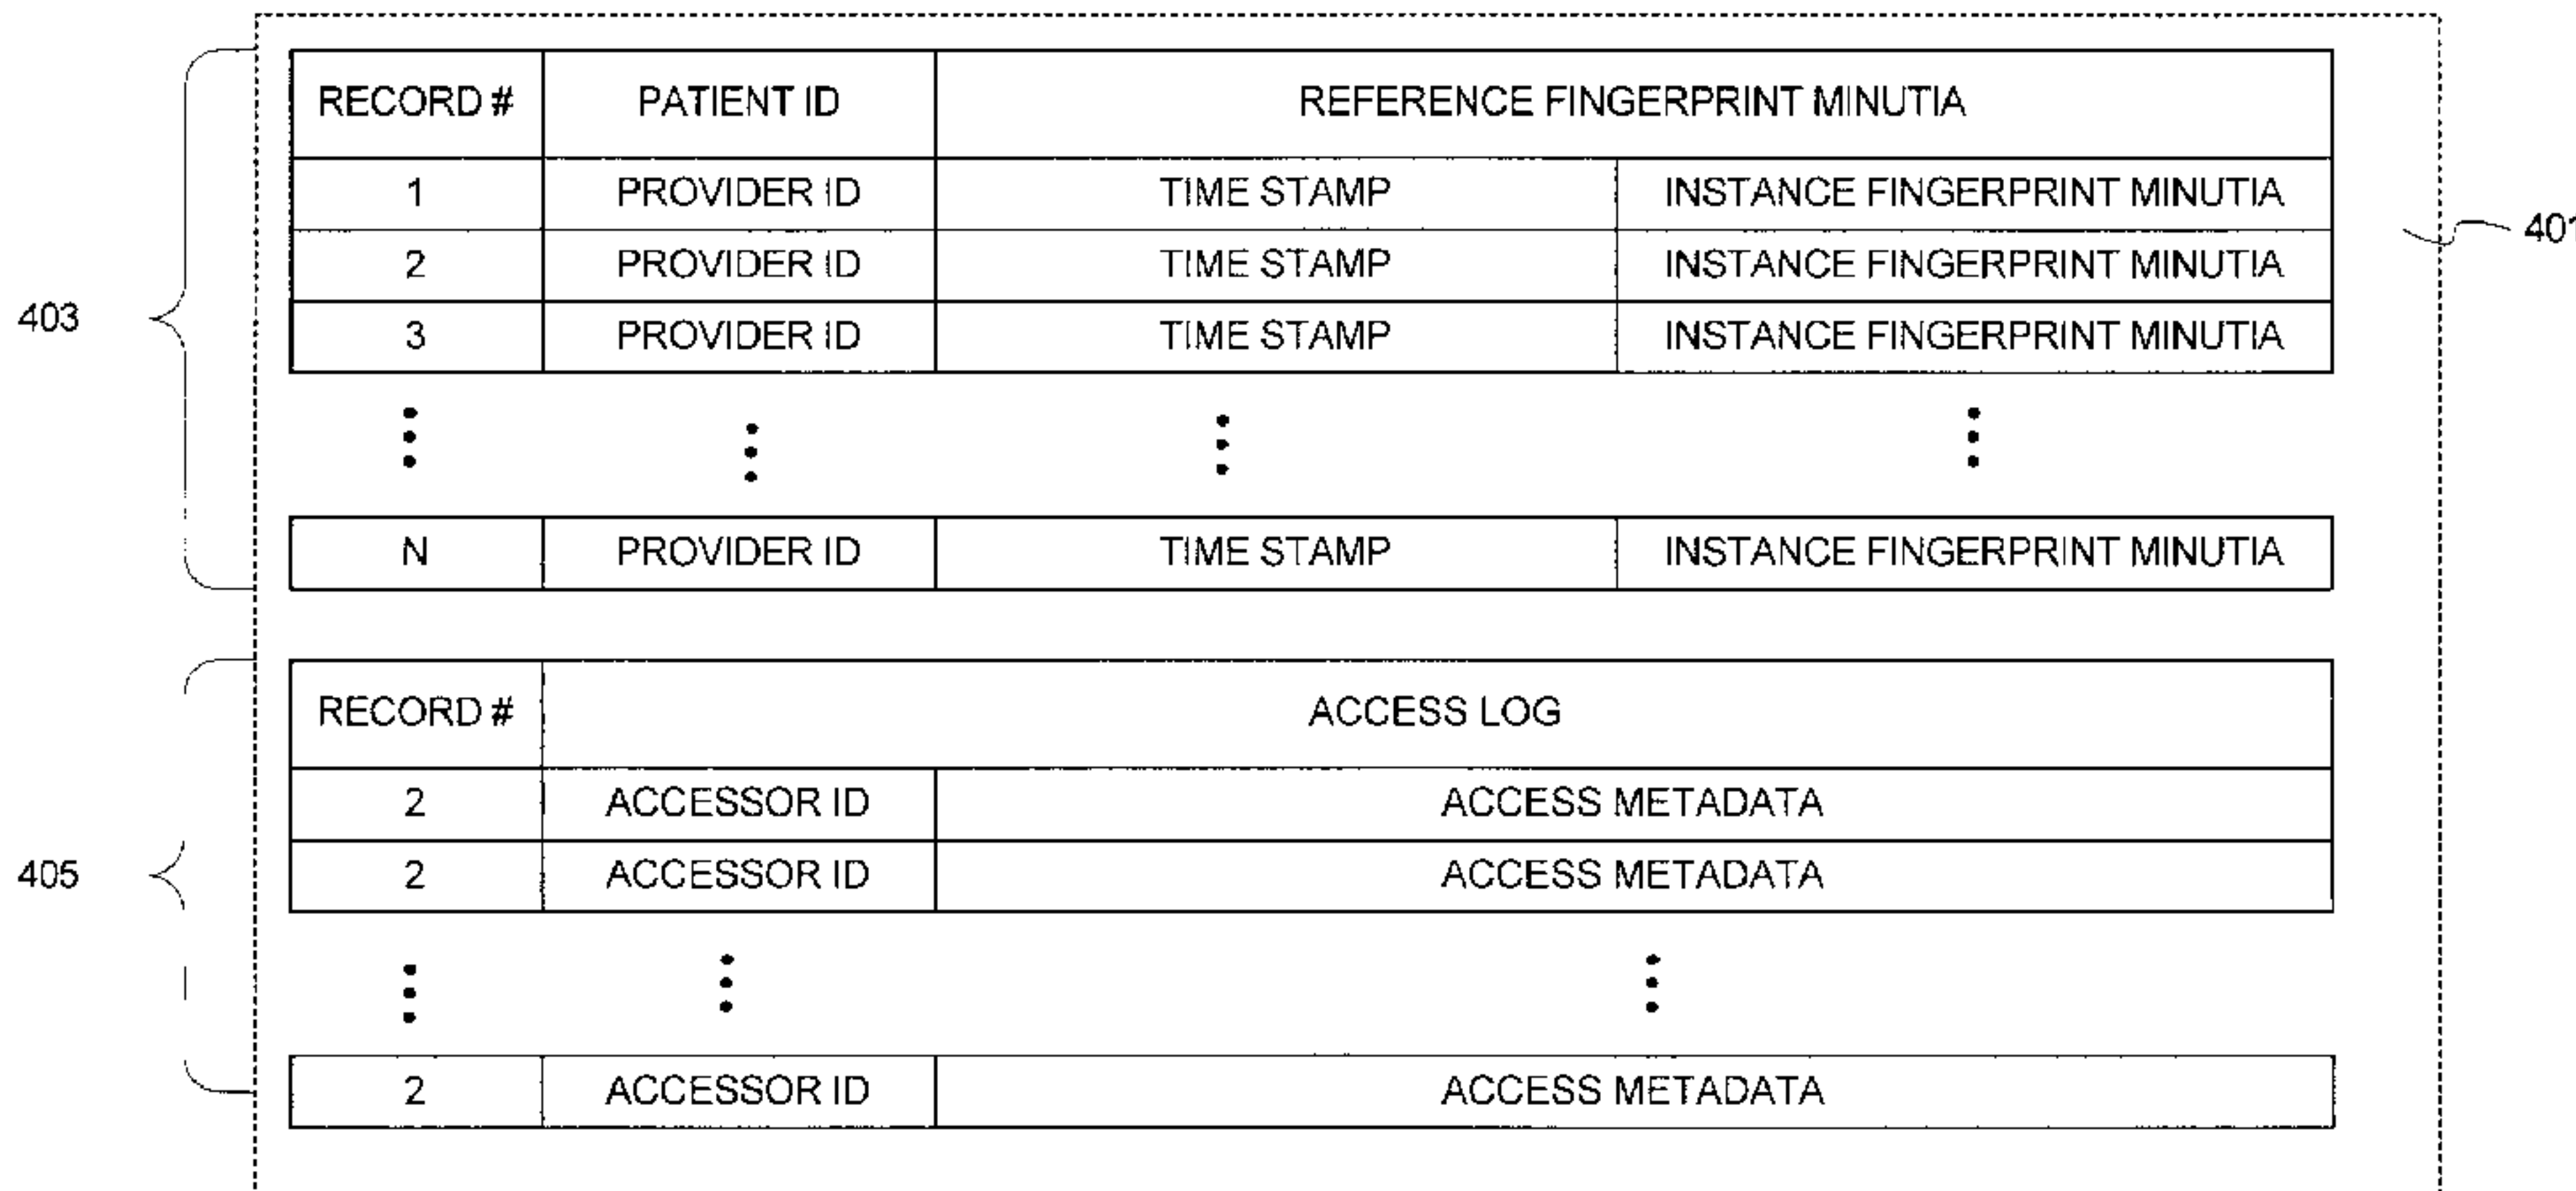 RECORD # PATIENT ID REFERENCE FINGERPRINT MINUTIA
1 PROVIDER ID TIME STAMP INSTANCE FINGERPRINT MINUTIA
401
2 PROVIDER ID TIME STAMP INSTANCE FINGERPRINT MINUTIA
403
3 PROVIDER ID TIME STAMP INSTANCE FINGERPRINT MINUTIA
N PROVIDER ID TIME STAMP INSTANCE FINGERPRINT MINUTIA
RECORD # ACCESS LOG
2 ACCESSOR ID ACCESS METADATA
405
2 ACCESSOR ID ACCESS METADATA
2 ACCESSOR ID ACCESS METADATA